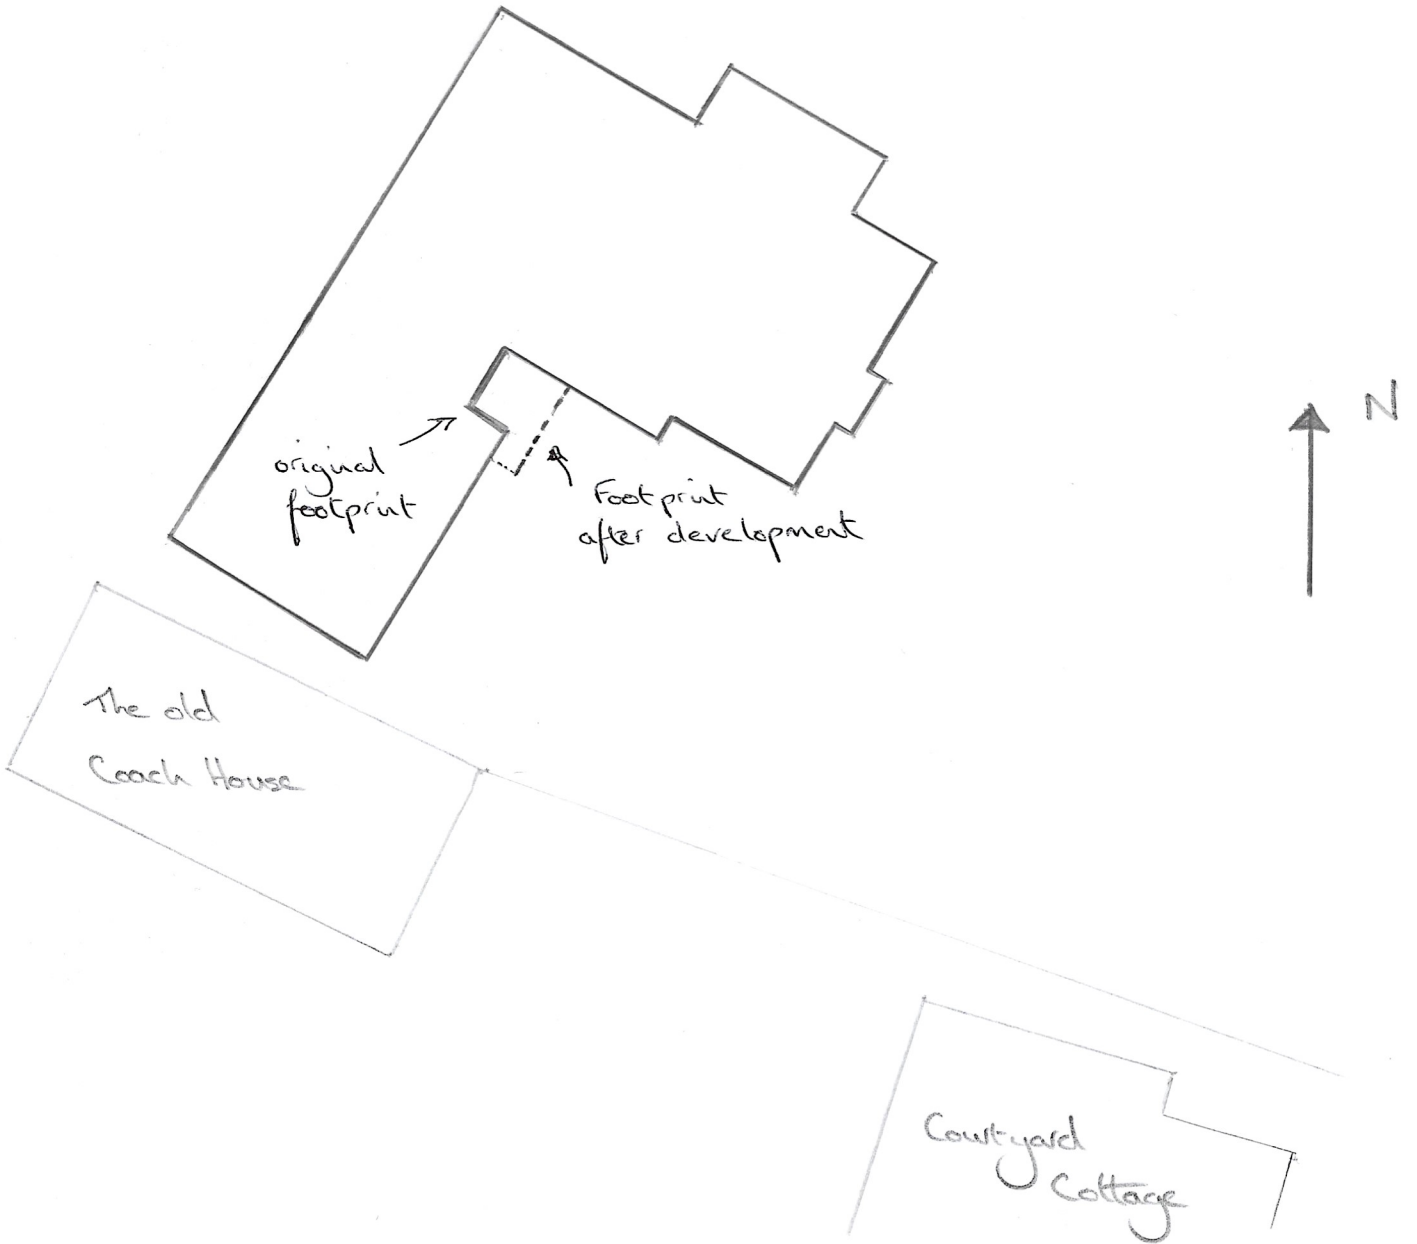 N
original
footprint
Footprint
after development
The old
Coach House
Courtyard
Cottage